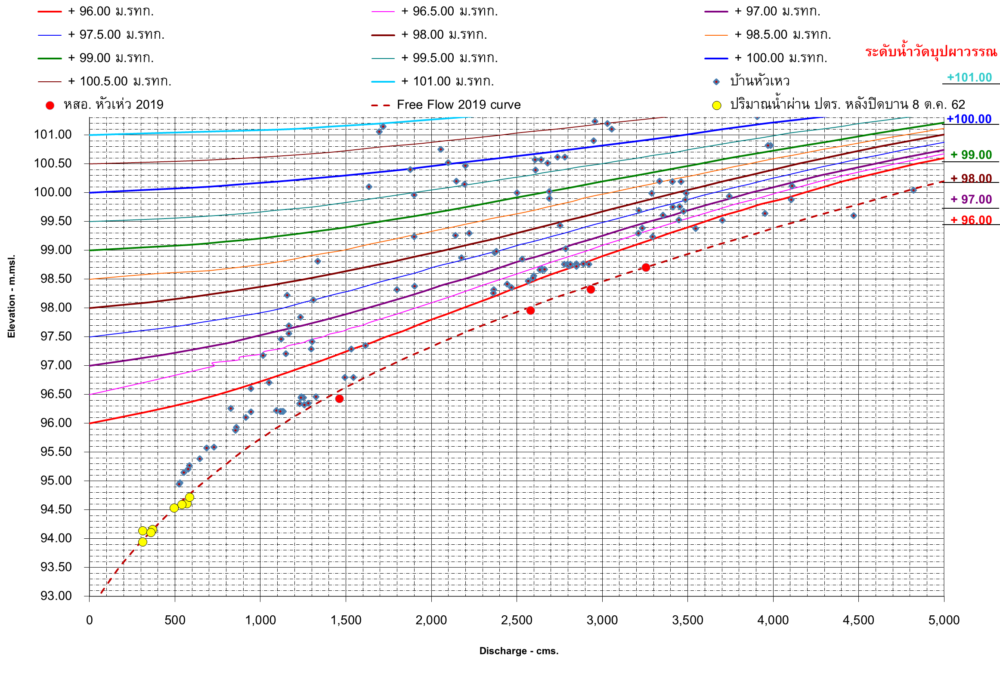 + 96.00 ม.รทก.
+ 96.5.00 ม.รทก.
+ 97.00 ม.รทก.
+ 97.5.00 ม.รทก.
+ 98.00 ม.รทก.
+ 98.5.00 ม.รทก.
+ 99.00 ม.รทก.
+ 99.5.00 ม.รทก.
+ 100.00 ม.รทก.
+ 100.5.00 ม.รทก.
+ 101.00 ม.รทก.
บ้านหัวเหว
หสอ. หัวเห่ว 2019
Free Flow 2019 curve
ปริมาณน้ำผ่าน ปตร. หลังปิดบาน 8 ต.ค. 62
ระดับน้ำวัดบุปผาวรรณ
+101.00
+100.00
+ 99.00
+ 98.00
+ 97.00
+ 96.00
Elevation - m.msl.
101.00
100.50
100.00
99.50
99.00
98.50
98.00
97.50
97.00
96.50
96.00
95.50
95.00
94.50
94.00
93.50
93.00
0
500
1,000
1,500
2,000
2,500
3,000
3,500
4,000
4,500
5,000
Discharge - cms.